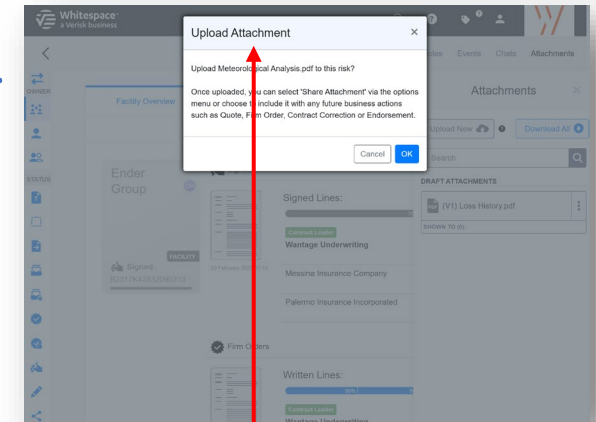 Whitespace
a Verisk business
Upload Attachment
×
Upload Meteorological Analysis.pdf to this risk?
Once uploaded, you can select 'Share Attachment' via the options
menu or choose to include it with any future business actions
such as Quote, Firm Order, Contract Correction or Endorsement.
Cancel OK
Events Chats Attachments
OWNER
Facility Overview
Attachments ×
Upload New Download All
Search
DRAFT ATTACHMENTS
(V1) Loss History.pdf
SHOWN TO (0):
STATUS
Ender
Group
FACILITY
Signed
Signed Lines:
Contract Leader
Wantage Underwriting
Messina Insurance Company
Palermo Insurance Incorporated
Firm Orders
Written Lines:
Contract Leader
Wantage Underwriting